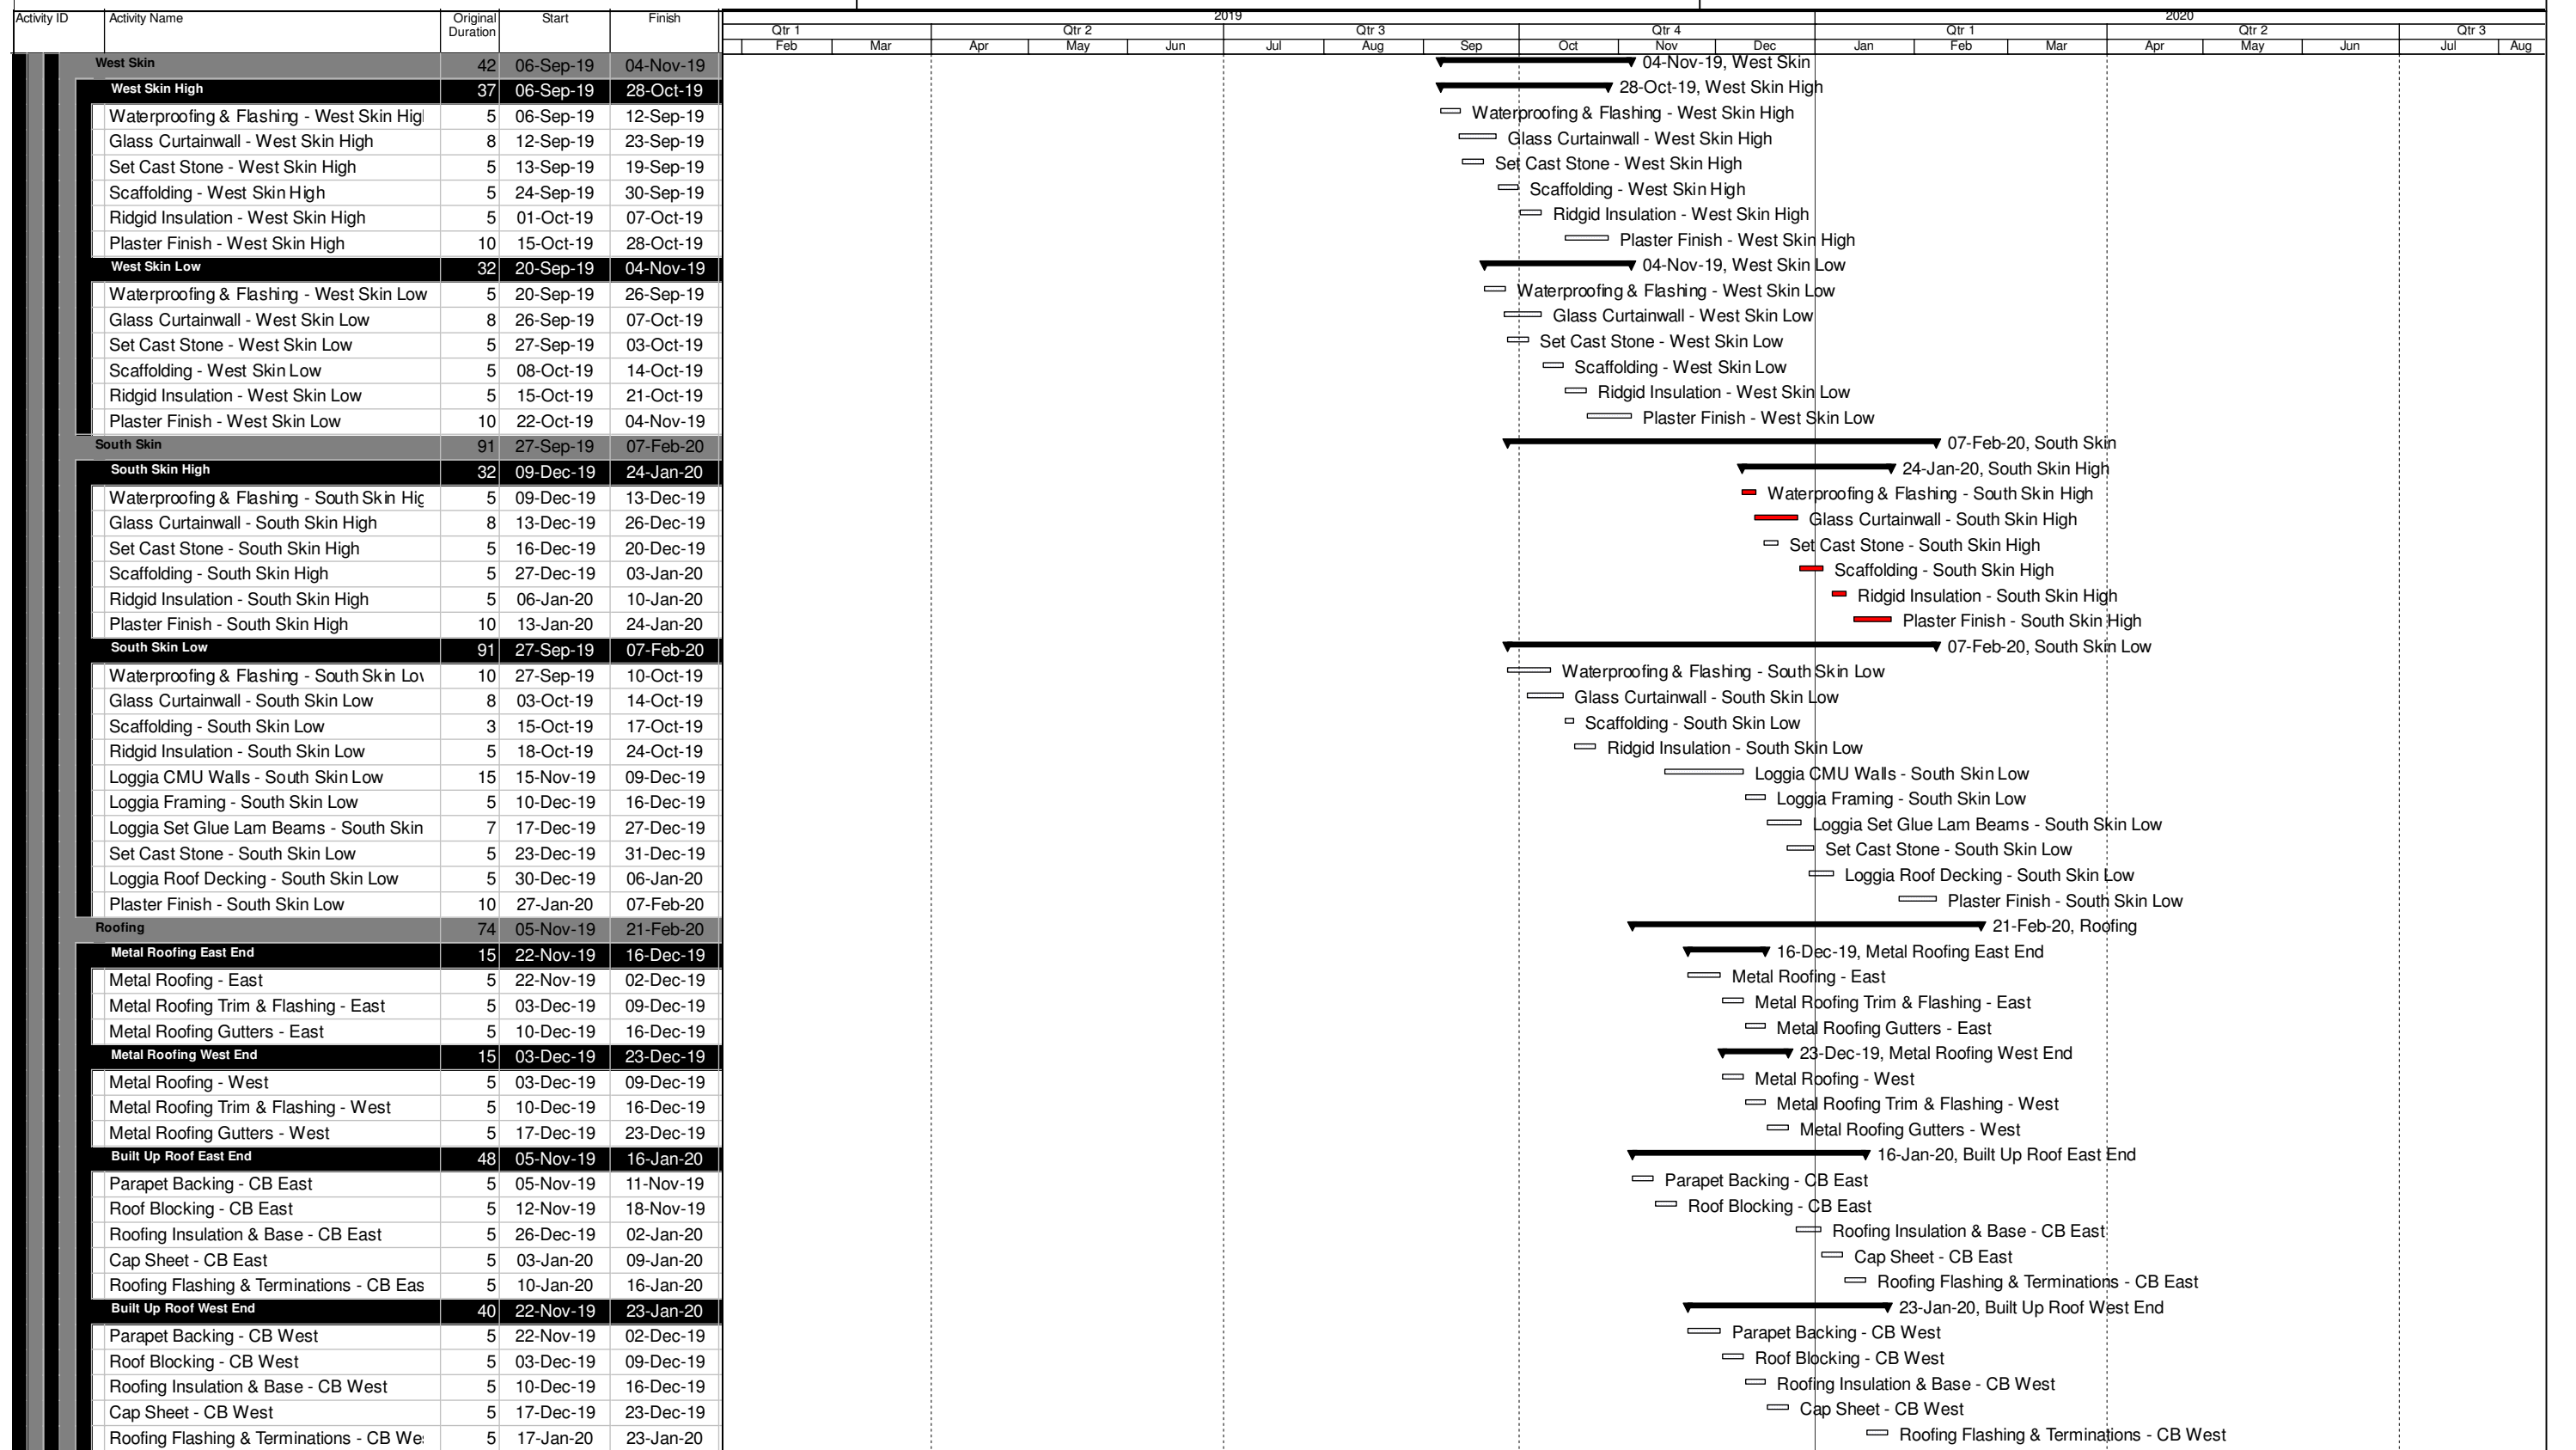 2019 2020
Activity ID Activity Name Original Duration Start Finish Qtr 1 Qtr 2 Qtr 3 Qtr 4 Qtr 1 Qtr 2 Qtr 3
Feb Mar Apr May Jun Jul Aug Sep Oct Nov Dec Jan Feb Mar Apr May Jun Jul Aug
West Skin 42 06-Sep-19 04-Nov-19 04-Nov-19, West Skin
West Skin High 37 06-Sep-19 28-Oct-19 28-Oct-19, West Skin High
Waterproofing & Flashing - West Skin Higl 5 06-Sep-19 12-Sep-19 Waterproofing & Flashing - West Skin High
Glass Curtainwall - West Skin High 8 12-Sep-19 23-Sep-19 Glass Curtainwall - West Skin High
Set Cast Stone - West Skin High 5 13-Sep-19 19-Sep-19 Set Cast Stone - West Skin High
Scaffolding - West Skin High 5 24-Sep-19 30-Sep-19 Scaffolding - West Skin High
Ridgid Insulation - West Skin High 5 01-Oct-19 07-Oct-19 Ridgid Insulation - West Skin High
Plaster Finish - West Skin High 10 15-Oct-19 28-Oct-19 Plaster Finish - West Skin High
West Skin Low 32 20-Sep-19 04-Nov-19 04-Nov-19, West Skin Low
Waterproofing & Flashing - West Skin Low 5 20-Sep-19 26-Sep-19 Waterproofing & Flashing - West Skin Low
Glass Curtainwall - West Skin Low 8 26-Sep-19 07-Oct-19 Glass Curtainwall - West Skin Low
Set Cast Stone - West Skin Low 5 27-Sep-19 03-Oct-19 Set Cast Stone - West Skin Low
Scaffolding - West Skin Low 5 08-Oct-19 14-Oct-19 Scaffolding - West Skin Low
Ridgid Insulation - West Skin Low 5 15-Oct-19 21-Oct-19 Ridgid Insulation - West Skin Low
Plaster Finish - West Skin Low 10 22-Oct-19 04-Nov-19 Plaster Finish - West Skin Low
South Skin 91 27-Sep-19 07-Feb-20 07-Feb-20, South Skin
South Skin High 32 09-Dec-19 24-Jan-20 24-Jan-20, South Skin High
Waterproofing & Flashing - South Skin Hig 5 09-Dec-19 13-Dec-19 Waterproofing & Flashing - South Skin High
Glass Curtainwall - South Skin High 8 13-Dec-19 26-Dec-19 Glass Curtainwall - South Skin High
Set Cast Stone - South Skin High 5 16-Dec-19 20-Dec-19 Set Cast Stone - South Skin High
Scaffolding - South Skin High 5 27-Dec-19 03-Jan-20 Scaffolding - South Skin High
Ridgid Insulation - South Skin High 5 06-Jan-20 10-Jan-20 Ridgid Insulation - South Skin High
Plaster Finish - South Skin High 10 13-Jan-20 24-Jan-20 Plaster Finish - South Skin High
South Skin Low 91 27-Sep-19 07-Feb-20 07-Feb-20, South Skin Low
Waterproofing & Flashing - South Skin Lov 10 27-Sep-19 10-Oct-19 Waterproofing & Flashing - South Skin Low
Glass Curtainwall - South Skin Low 8 03-Oct-19 14-Oct-19 Glass Curtainwall - South Skin Low
Scaffolding - South Skin Low 3 15-Oct-19 17-Oct-19 Scaffolding - South Skin Low
Ridgid Insulation - South Skin Low 5 18-Oct-19 24-Oct-19 Ridgid Insulation - South Skin Low
Loggia CMU Walls - South Skin Low 15 15-Nov-19 09-Dec-19 Loggia CMU Walls - South Skin Low
Loggia Framing - South Skin Low 5 10-Dec-19 16-Dec-19 Loggia Framing - South Skin Low
Loggia Set Glue Lam Beams - South Skin 7 17-Dec-19 27-Dec-19 Loggia Set Glue Lam Beams - South Skin Low
Set Cast Stone - South Skin Low 5 23-Dec-19 31-Dec-19 Set Cast Stone - South Skin Low
Loggia Roof Decking - South Skin Low 5 30-Dec-19 06-Jan-20 Loggia Roof Decking - South Skin Low
Plaster Finish - South Skin Low 10 27-Jan-20 07-Feb-20 Plaster Finish - South Skin Low
Roofing 74 05-Nov-19 21-Feb-20 21-Feb-20, Roofing
Metal Roofing East End 15 22-Nov-19 16-Dec-19 16-Dec-19, Metal Roofing East End
Metal Roofing - East 5 22-Nov-19 02-Dec-19 Metal Roofing - East
Metal Roofing Trim & Flashing - East 5 03-Dec-19 09-Dec-19 Metal Roofing Trim & Flashing - East
Metal Roofing Gutters - East 5 10-Dec-19 16-Dec-19 Metal Roofing Gutters - East
Metal Roofing West End 15 03-Dec-19 23-Dec-19 23-Dec-19, Metal Roofing West End
Metal Roofing - West 5 03-Dec-19 09-Dec-19 Metal Roofing - West
Metal Roofing Trim & Flashing - West 5 10-Dec-19 16-Dec-19 Metal Roofing Trim & Flashing - West
Metal Roofing Gutters - West 5 17-Dec-19 23-Dec-19 Metal Roofing Gutters - West
Built Up Roof East End 48 05-Nov-19 16-Jan-20 16-Jan-20, Built Up Roof East End
Parapet Backing - CB East 5 05-Nov-19 11-Nov-19 Parapet Backing - CB East
Roof Blocking - CB East 5 12-Nov-19 18-Nov-19 Roof Blocking - CB East
Roofing Insulation & Base - CB East 5 26-Dec-19 02-Jan-20 Roofing Insulation & Base - CB East
Cap Sheet - CB East 5 03-Jan-20 09-Jan-20 Cap Sheet - CB East
Roofing Flashing & Terminations - CB Eas 5 10-Jan-20 16-Jan-20 Roofing Flashing & Terminations - CB East
Built Up Roof West End 40 22-Nov-19 23-Jan-20 23-Jan-20, Built Up Roof West End
Parapet Backing - CB West 5 22-Nov-19 02-Dec-19 Parapet Backing - CB West
Roof Blocking - CB West 5 03-Dec-19 09-Dec-19 Roof Blocking - CB West
Roofing Insulation & Base - CB West 5 10-Dec-19 16-Dec-19 Roofing Insulation & Base - CB West
Cap Sheet - CB West 5 17-Dec-19 23-Dec-19 Cap Sheet - CB West
Roofing Flashing & Terminations - CB Wes 5 17-Jan-20 23-Jan-20 Roofing Flashing & Terminations - CB West